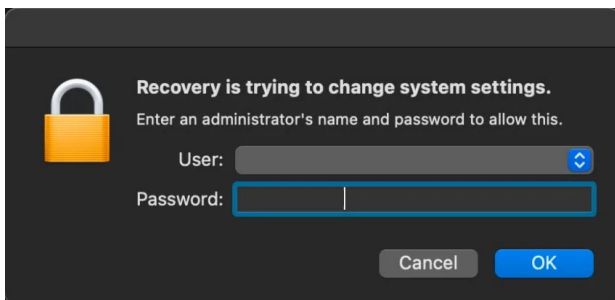 Recovery is trying to change system settings.
Enter an administrator's name and password to allow this.
User:
Password:
Cancel
OK